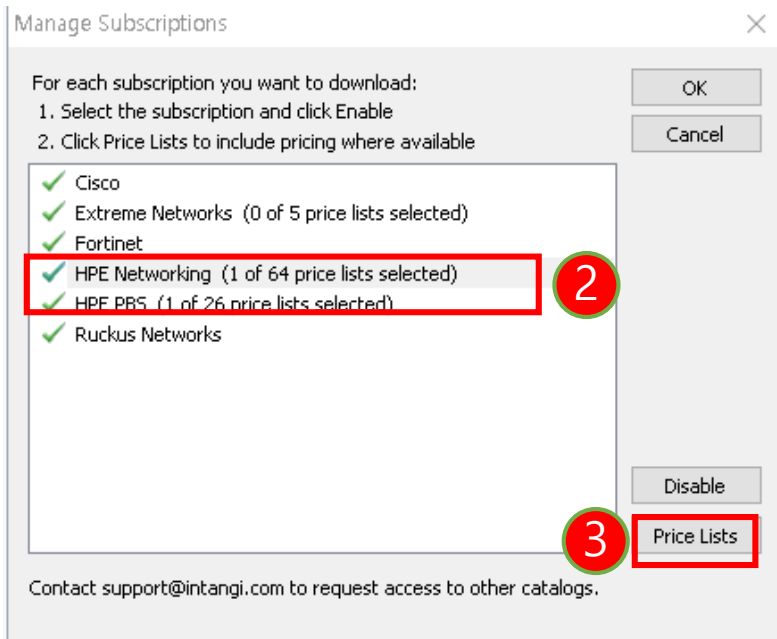 Manage Subscriptions
For each subscription you want to download:
1. Select the subscription and click Enable
2. Click Price Lists to include pricing where available
OK
Cancel
Cisco
Extreme Networks (0 of 5 price lists selected)
Fortinet
HPE Networking (1 of 64 price lists selected)
HPE PBS (1 of 26 price lists selected)
2
Ruckus Networks
Disable
3
Price Lists
Contact support@intangi.com to request access to other catalogs.